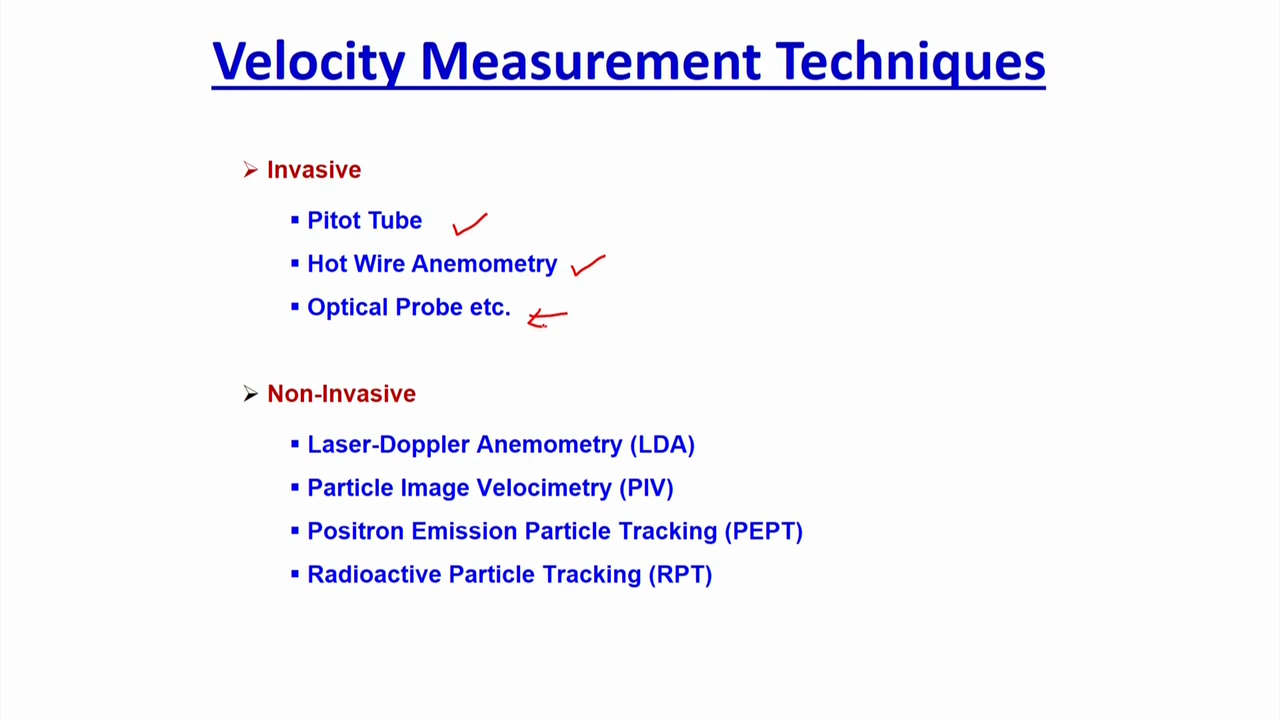 Velocity Measurement Techniques
Invasive
Pitot Tube
Hot Wire Anemometry
Optical Probe etc.
Non-Invasive
Laser-Doppler Anemometry (LDA)
Particle Image Velocimetry (PIV)
Positron Emission Particle Tracking (PEPT)
Radioactive Particle Tracking (RPT)